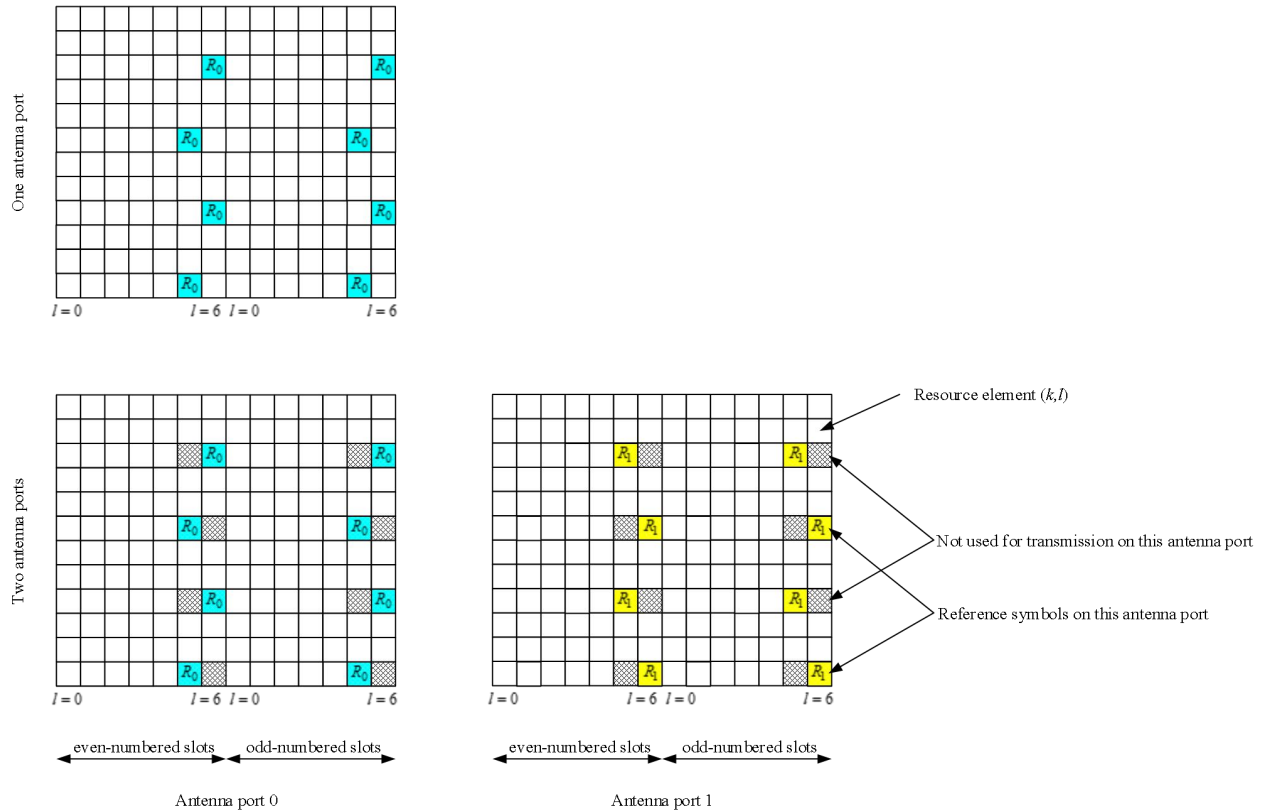 One antenna port
R0 R0
R0 R0
R0 R0
R0 R0
l = 0 l = 6 l = 0 l = 6
Two antenna ports
Resource element (k,l)
R0 R0 R1 R1
R0 R0 R1 R1
Not used for transmission on this antenna port
R0 R0 R1 R1
Reference symbols on this antenna port
R0 R0 R1 R1
l = 0 l = 6 l = 0 l = 6 l = 0 l = 6 l = 0 l = 6
even-numbered slots odd-numbered slots even-numbered slots odd-numbered slots
Antenna port 0 Antenna port 1